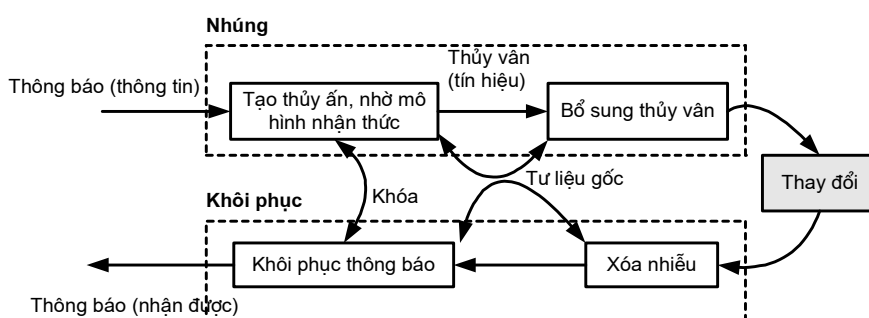 Nhúng
Thông báo (thông tin)
Tạo thủy ấn, nhờ mô
hình nhận thức
Thủy vân
(tín hiệu)
Bổ sung thủy vân
Thay đổi
Tư liệu gốc
Khóa
Khôi phục
Khôi phục thông báo
Xóa nhiễu
Thông báo (nhận được)